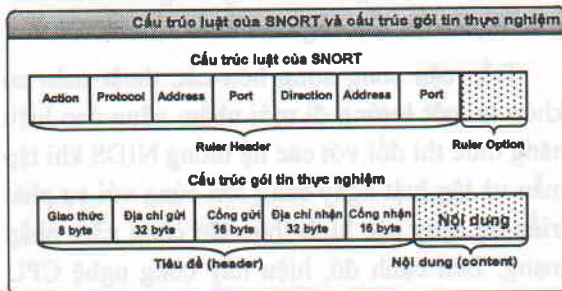 Cấu trúc luật của SNORT và cấu trúc gói tin thực nghiệm
Cấu trúc luật của SNORT
Action Protocol Address Port Direction Address Port
Ruler Header Ruler Option
Cấu trúc gói tin thực nghiệm
Giao thức 8 byte Địa chỉ gửi 32 byte Cổng gửi 16 byte Địa chỉ nhận 32 byte Cổng nhận 16 byte Nội dung
Tiêu đề (header) Nội dung (content)